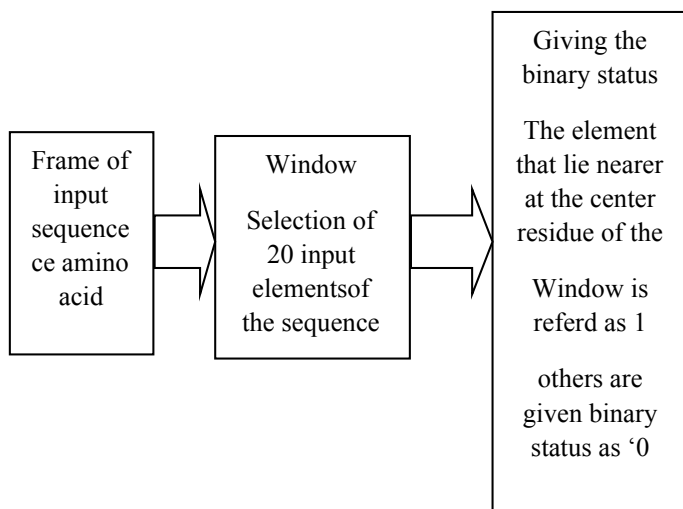 Frame of
input
sequence
ce amino
acid
Window
Selection of
20 input
elementsof
the sequence
Giving the
binary status
The element
that lie nearer
at the center
residue of the
Window is
referd as 1
others are
given binary
status as ‘0